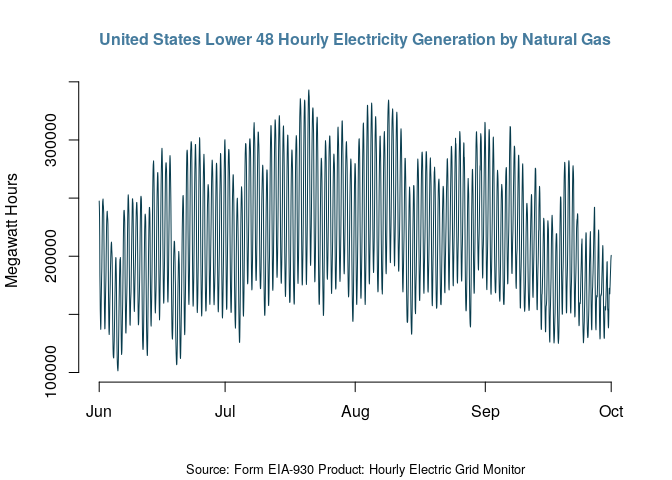 United States Lower 48 Hourly Electricity Generation by Natural Gas
Megawatt Hours
300000
200000
100000
Jun Jul Aug Sep Oct
Source: Form EIA-930 Product: Hourly Electric Grid Monitor